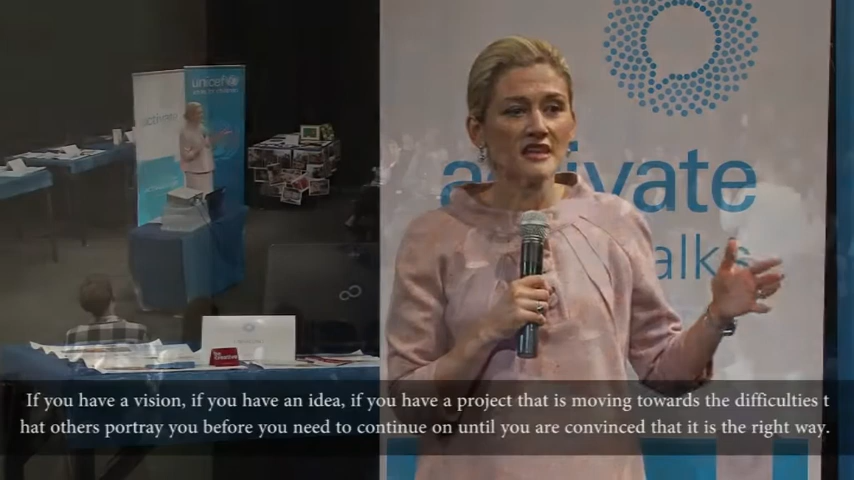 unicef
activate
activate
talks
If you have a vision, if you have an idea, if you have a project that is moving towards the difficulties t
hat others portray you before you need to continue on until you are convinced that it is the right way.